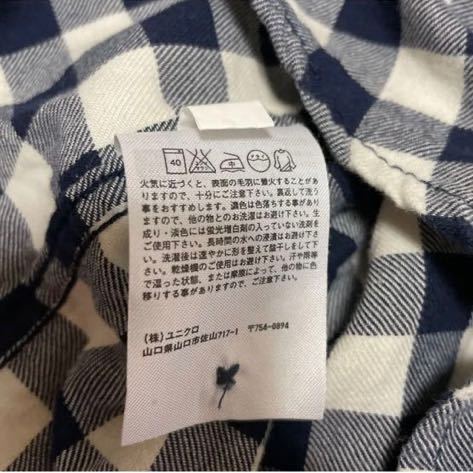 40
中
火気に近づくと、表面の毛羽に着火することがあ
りますので、十分にご注意下さい。裏返して洗う
事をおすすめします。濃色は色落ちする事があり
ますので、他の物とのお洗濯はお避け下さい。生
成り・淡色には蛍光増白剤の入っていない洗剤を
ご使用下さい。長時間の水への浸漬はお避け下さ
い。洗濯後は速やかに形を整えて陰干しをして下
さい。乾燥機のご使用はお避け下さい。汗や雨等
で湿った状態、または摩擦によって、他の物に色
移りする事がありますので、ご注意下さい。
(株)ユニクロ
山口県山口市佐山717-1 〒754-0894